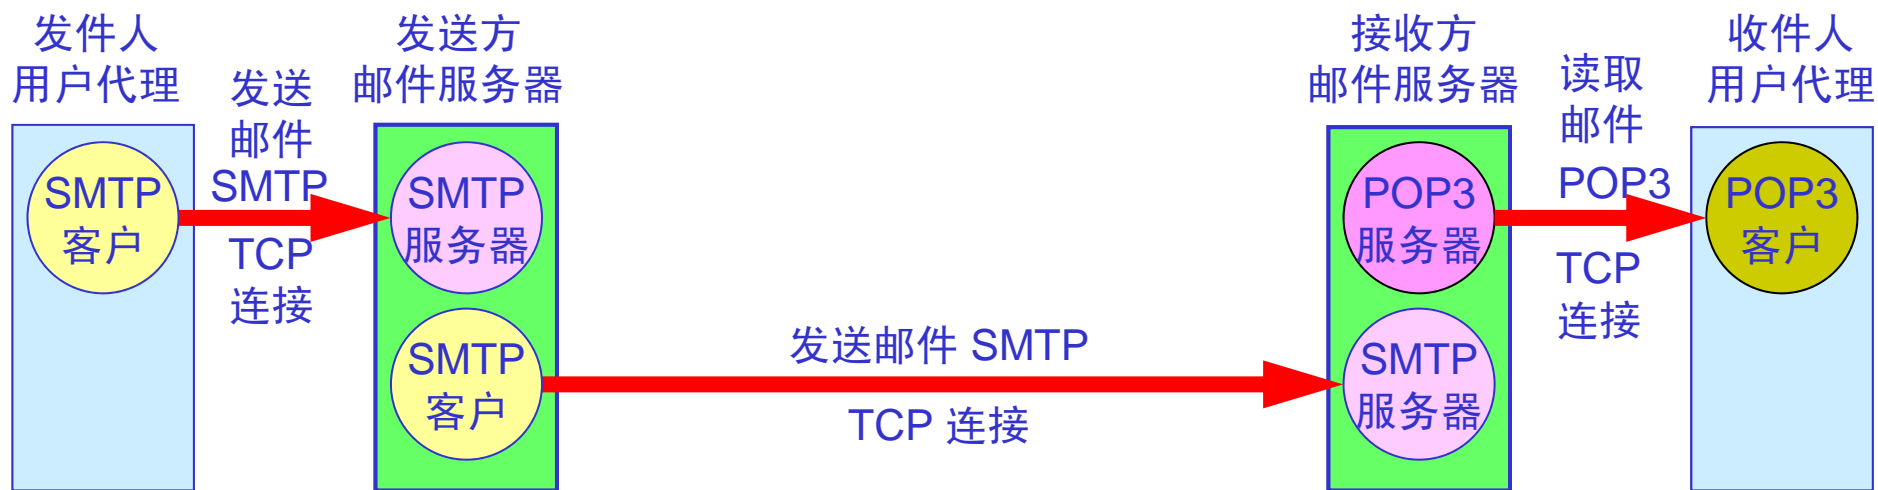 发件人
用户代理
发送
邮件
SMTP
TCP
连接
SMTP
客户
发送方
邮件服务器
SMTP
服务器
SMTP
客户
发送邮件 SMTP
TCP 连接
接收方
邮件服务器
POP3
服务器
SMTP
服务器
读取
邮件
POP3
TCP
连接
收件人
用户代理
POP3
客户